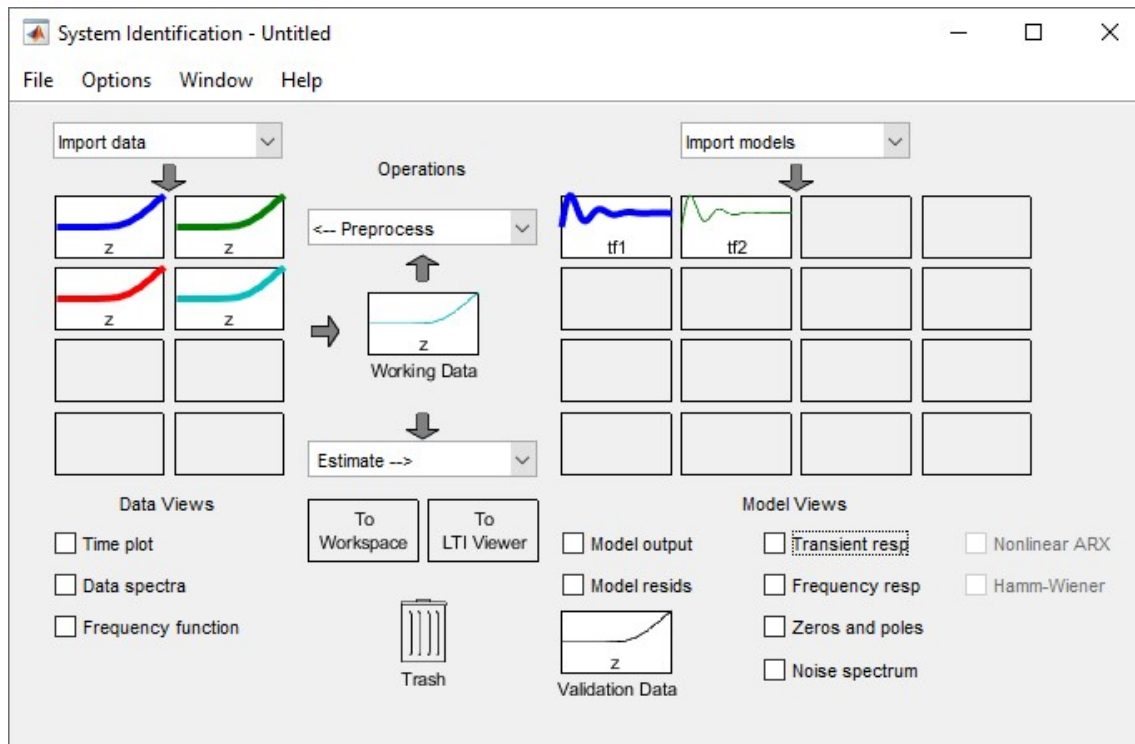 System Identification - Untitled
File Options Window Help
Import data
Import models
Operations
z
z
<-- Preprocess
tf1
tf2
z
z
z
Working Data
Estimate -->
Data Views
To
Workspace
To
LTI Viewer
Model Views
Time plot
Data spectra
Frequency function
Model output
Model resids
Transient resp
Frequency resp
Zeros and poles
Noise spectrum
Nonlinear ARX
Hamm-Wiener
Trash
z
Validation Data